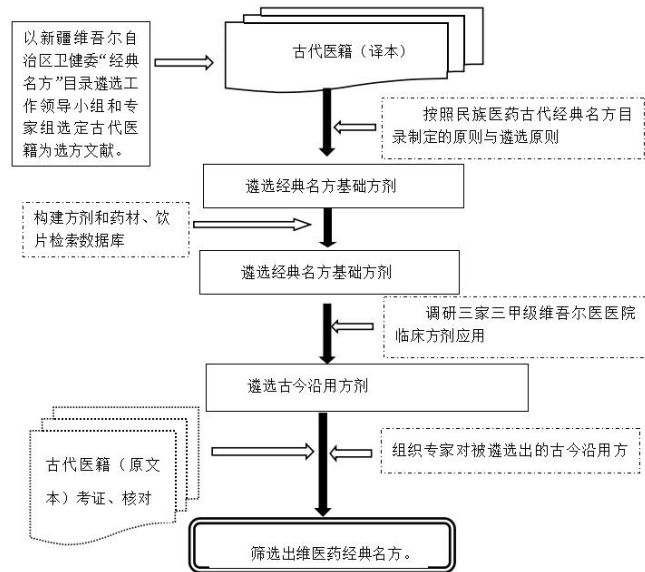 以新疆维吾尔自
治区卫健委“经典
名方”目录遴选工
作领导小组和专
家组选定古代医
籍为选方文献。
古代医籍（译本）
按照民族医药古代经典名方目
录制定的原则与遴选原则
遴选经典名方基础方剂
构建方剂和药材、饮
片检索数据库
遴选经典名方基础方剂
调研三家三甲级维吾尔医医院
临床方剂应用
遴选古今沿用方剂
古代医籍（原文
本）考证、核对
组织专家对被遴选出的古今沿用方
筛选出维医药经典名方。